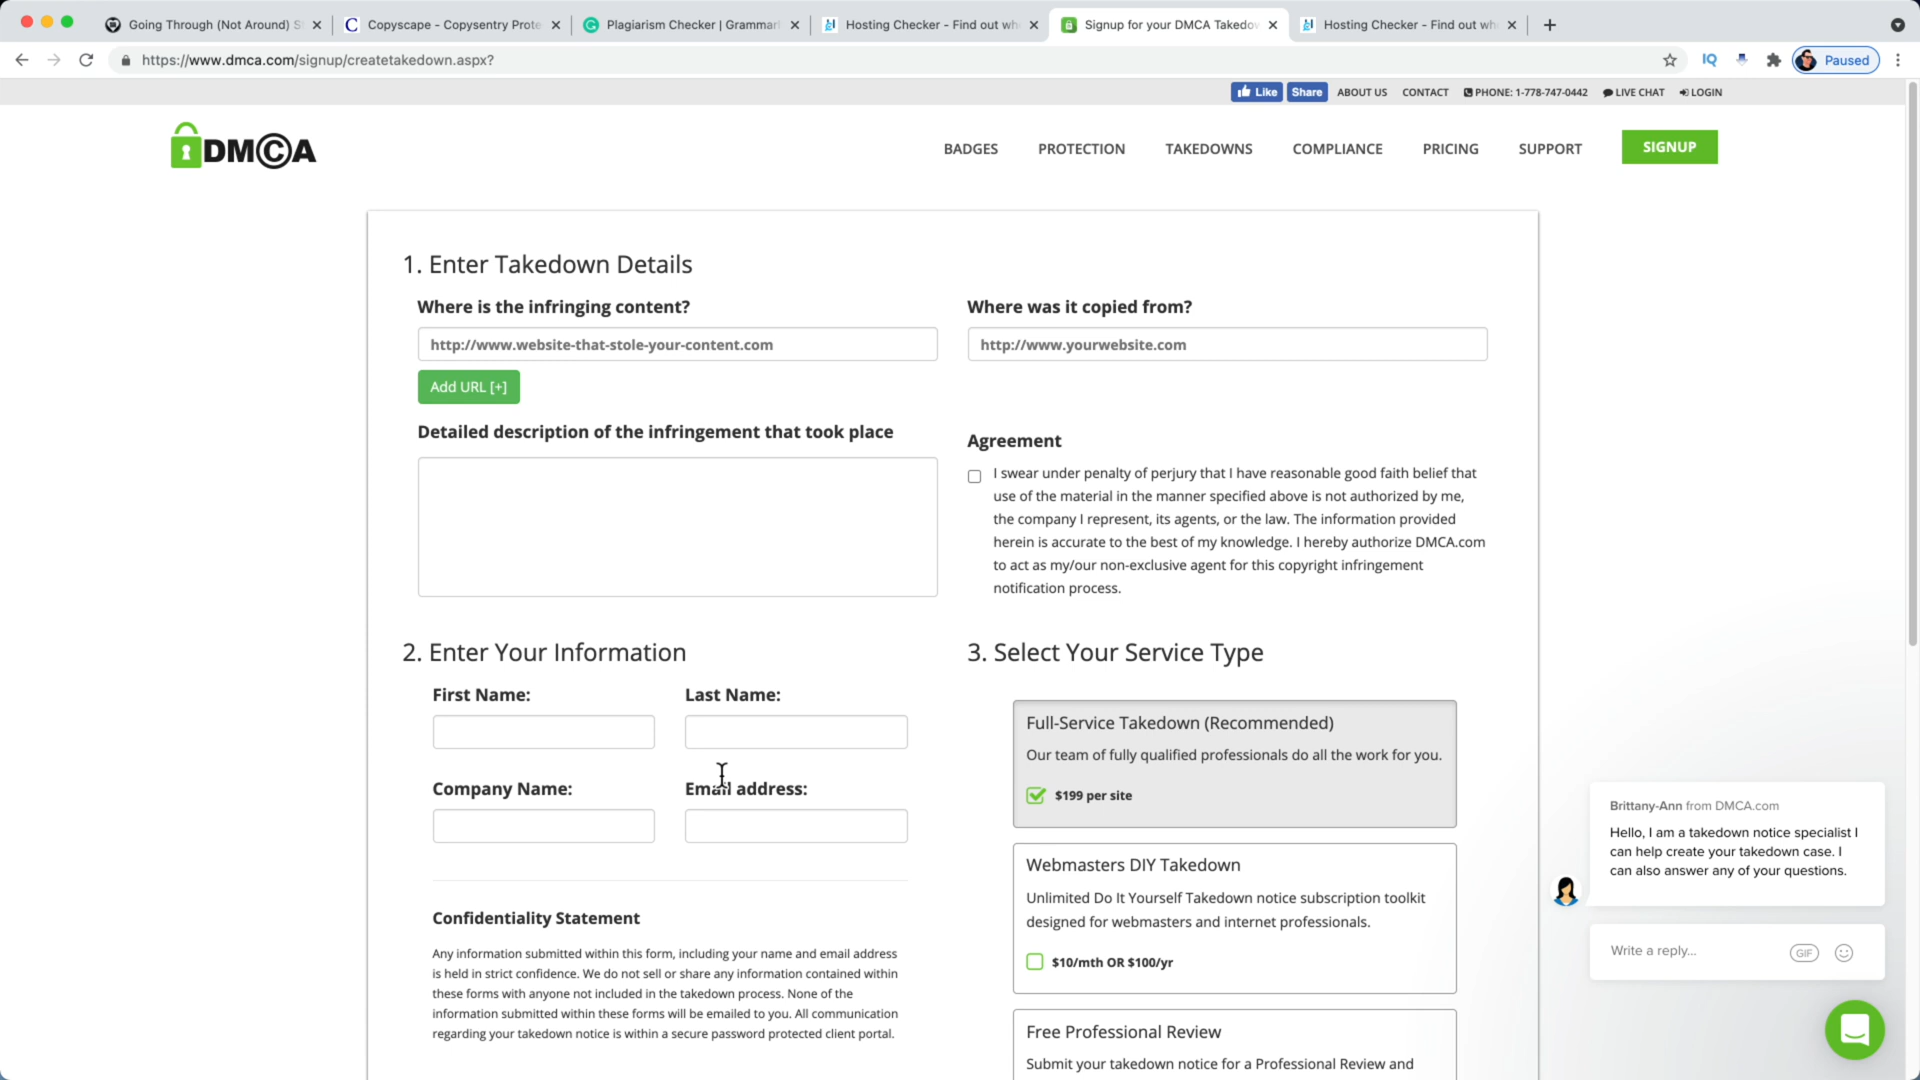 Going Through (Not Around) S
Copyscape - Copysentry Prote
Plagiarism Checker | Grammar
Hosting Checker - Find out wh
Signup for your DMCA Takedow
Hosting Checker - Find out wh
https://www.dmca.com/signup/createtakedown.aspx?
IQ
Paused
Like
Share
ABOUT US
CONTACT
PHONE: 1-778-747-0442
LIVE CHAT
LOGIN
DMCA
BADGES
PROTECTION
TAKEDOWNS
COMPLIANCE
PRICING
SUPPORT
SIGNUP
1. Enter Takedown Details
Where is the infringing content?
http://www.website-that-stole-your-content.com
Add URL [+]
Where was it copied from?
http://www.yourwebsite.com
Detailed description of the infringement that took place
Agreement
I swear under penalty of perjury that I have reasonable good faith belief that
use of the material in the manner specified above is not authorized by me,
the company I represent, its agents, or the law. The information provided
herein is accurate to the best of my knowledge. I hereby authorize DMCA.com
to act as my/our non-exclusive agent for this copyright infringement
notification process.
2. Enter Your Information
First Name:
Last Name:
Company Name:
Email address:
Confidentiality Statement
Any information submitted within this form, including your name and email address
is held in strict confidence. We do not sell or share any information contained within
these forms with anyone not included in the takedown process. None of the
information submitted within these forms will be emailed to you. All communication
regarding your takedown notice is within a secure password protected client portal.
3. Select Your Service Type
Full-Service Takedown (Recommended)
Our team of fully qualified professionals do all the work for you.
$199 per site
Webmasters DIY Takedown
Unlimited Do It Yourself Takedown notice subscription toolkit
designed for webmasters and internet professionals.
$10/mth OR $100/yr
Free Professional Review
Submit your takedown notice for a Professional Review and
Brittany-Ann from DMCA.com
Hello, I am a takedown notice specialist I
can help create your takedown case. I
can also answer any of your questions.
Write a reply...
GIF